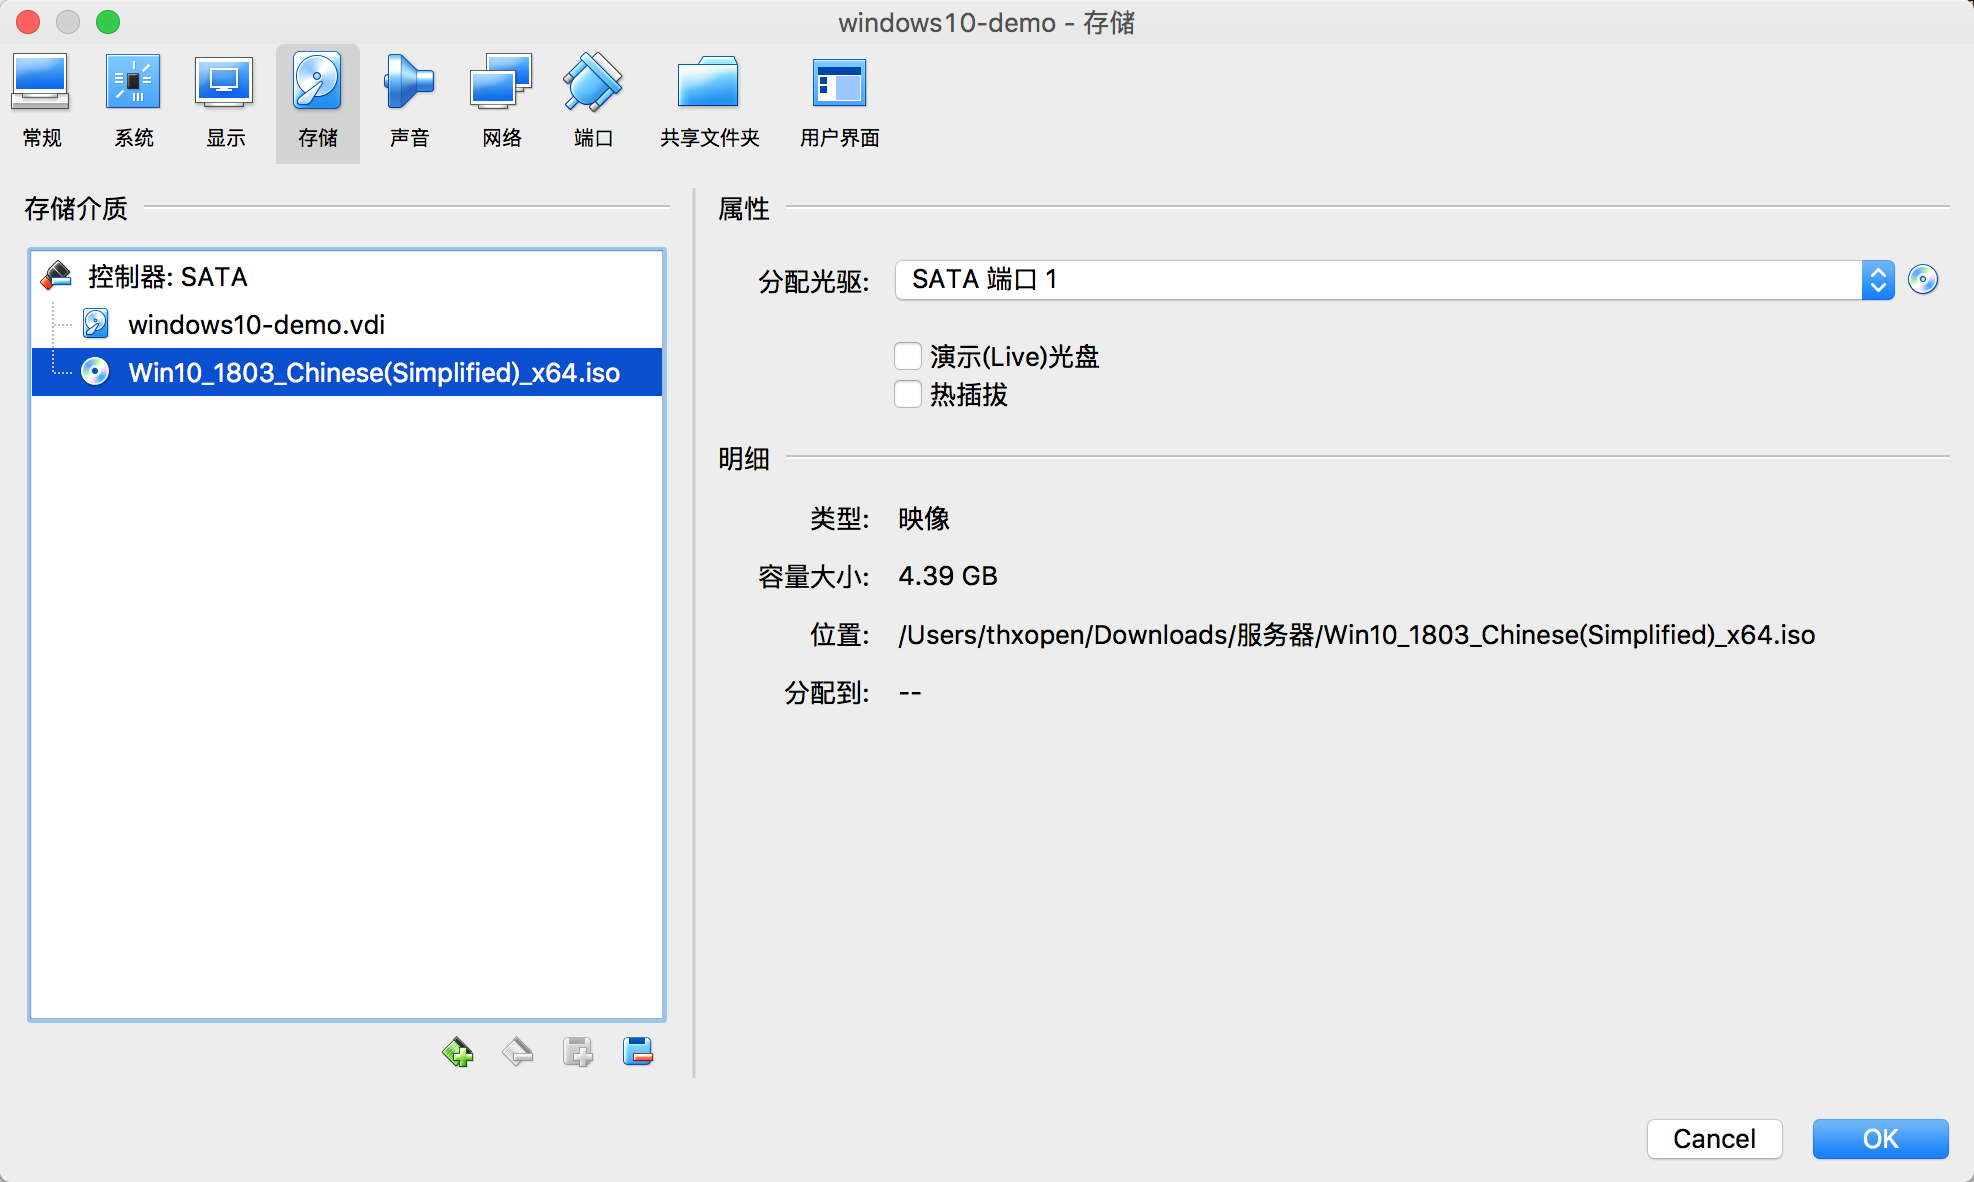 windows10-demo - 存储
常规 系统 显示 存储 声音 网络 端口 共享文件夹 用户界面
存储介质
控制器: SATA
windows10-demo.vdi
Win10_1803_Chinese(Simplified)_x64.iso
属性
分配光驱: SATA 端口 1
演示(Live)光盘
热插拔
明细
类型: 映像
容量大小: 4.39 GB
位置: /Users/thxopen/Downloads/服务器/Win10_1803_Chinese(Simplified)_x64.iso
分配到: --
Cancel OK